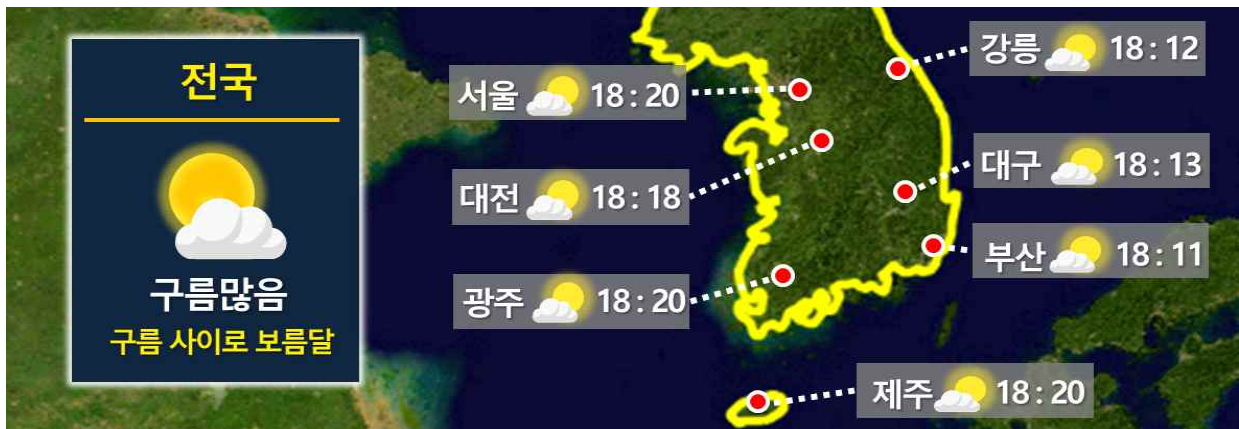 전국
구름많음
구름 사이로 보름달
서울 18:20
대전 18:18
광주 18:20
강릉 18:12
대구 18:13
부산 18:11
제주 18:20